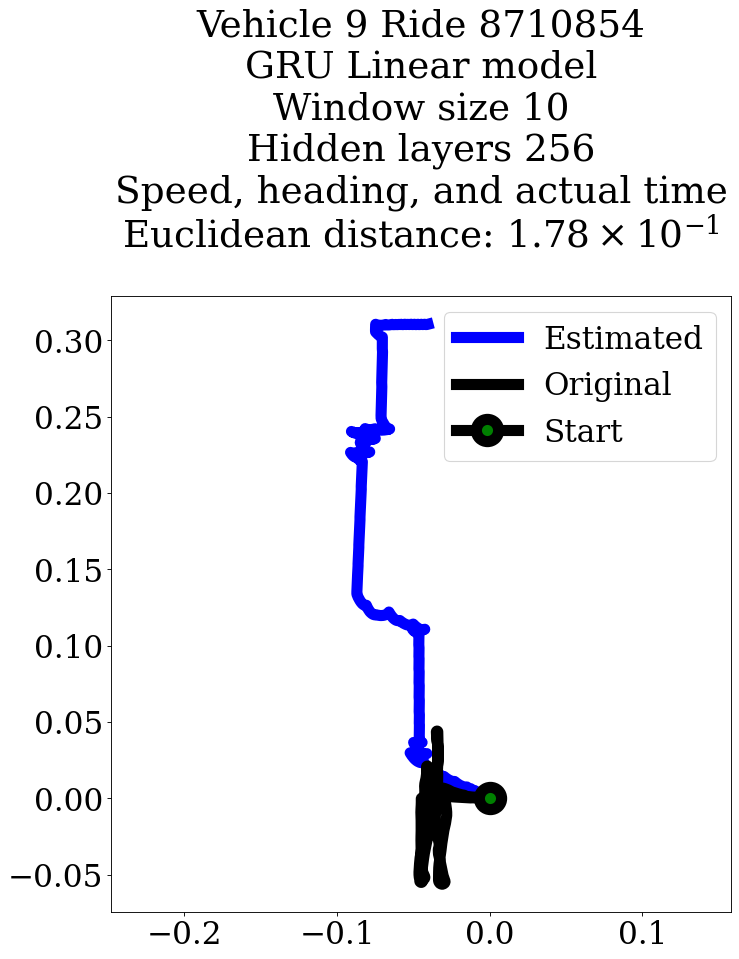 Vehicle 9 Ride 8710854
GRU Linear model
Window size 10
Hidden layers 256
Speed, heading, and actual time
Euclidean distance: 1.78 × 10⁻¹
Estimated
Original
Start
0.30
0.25
0.20
0.15
0.10
0.05
0.00
−0.05
−0.2 −0.1 0.0 0.1